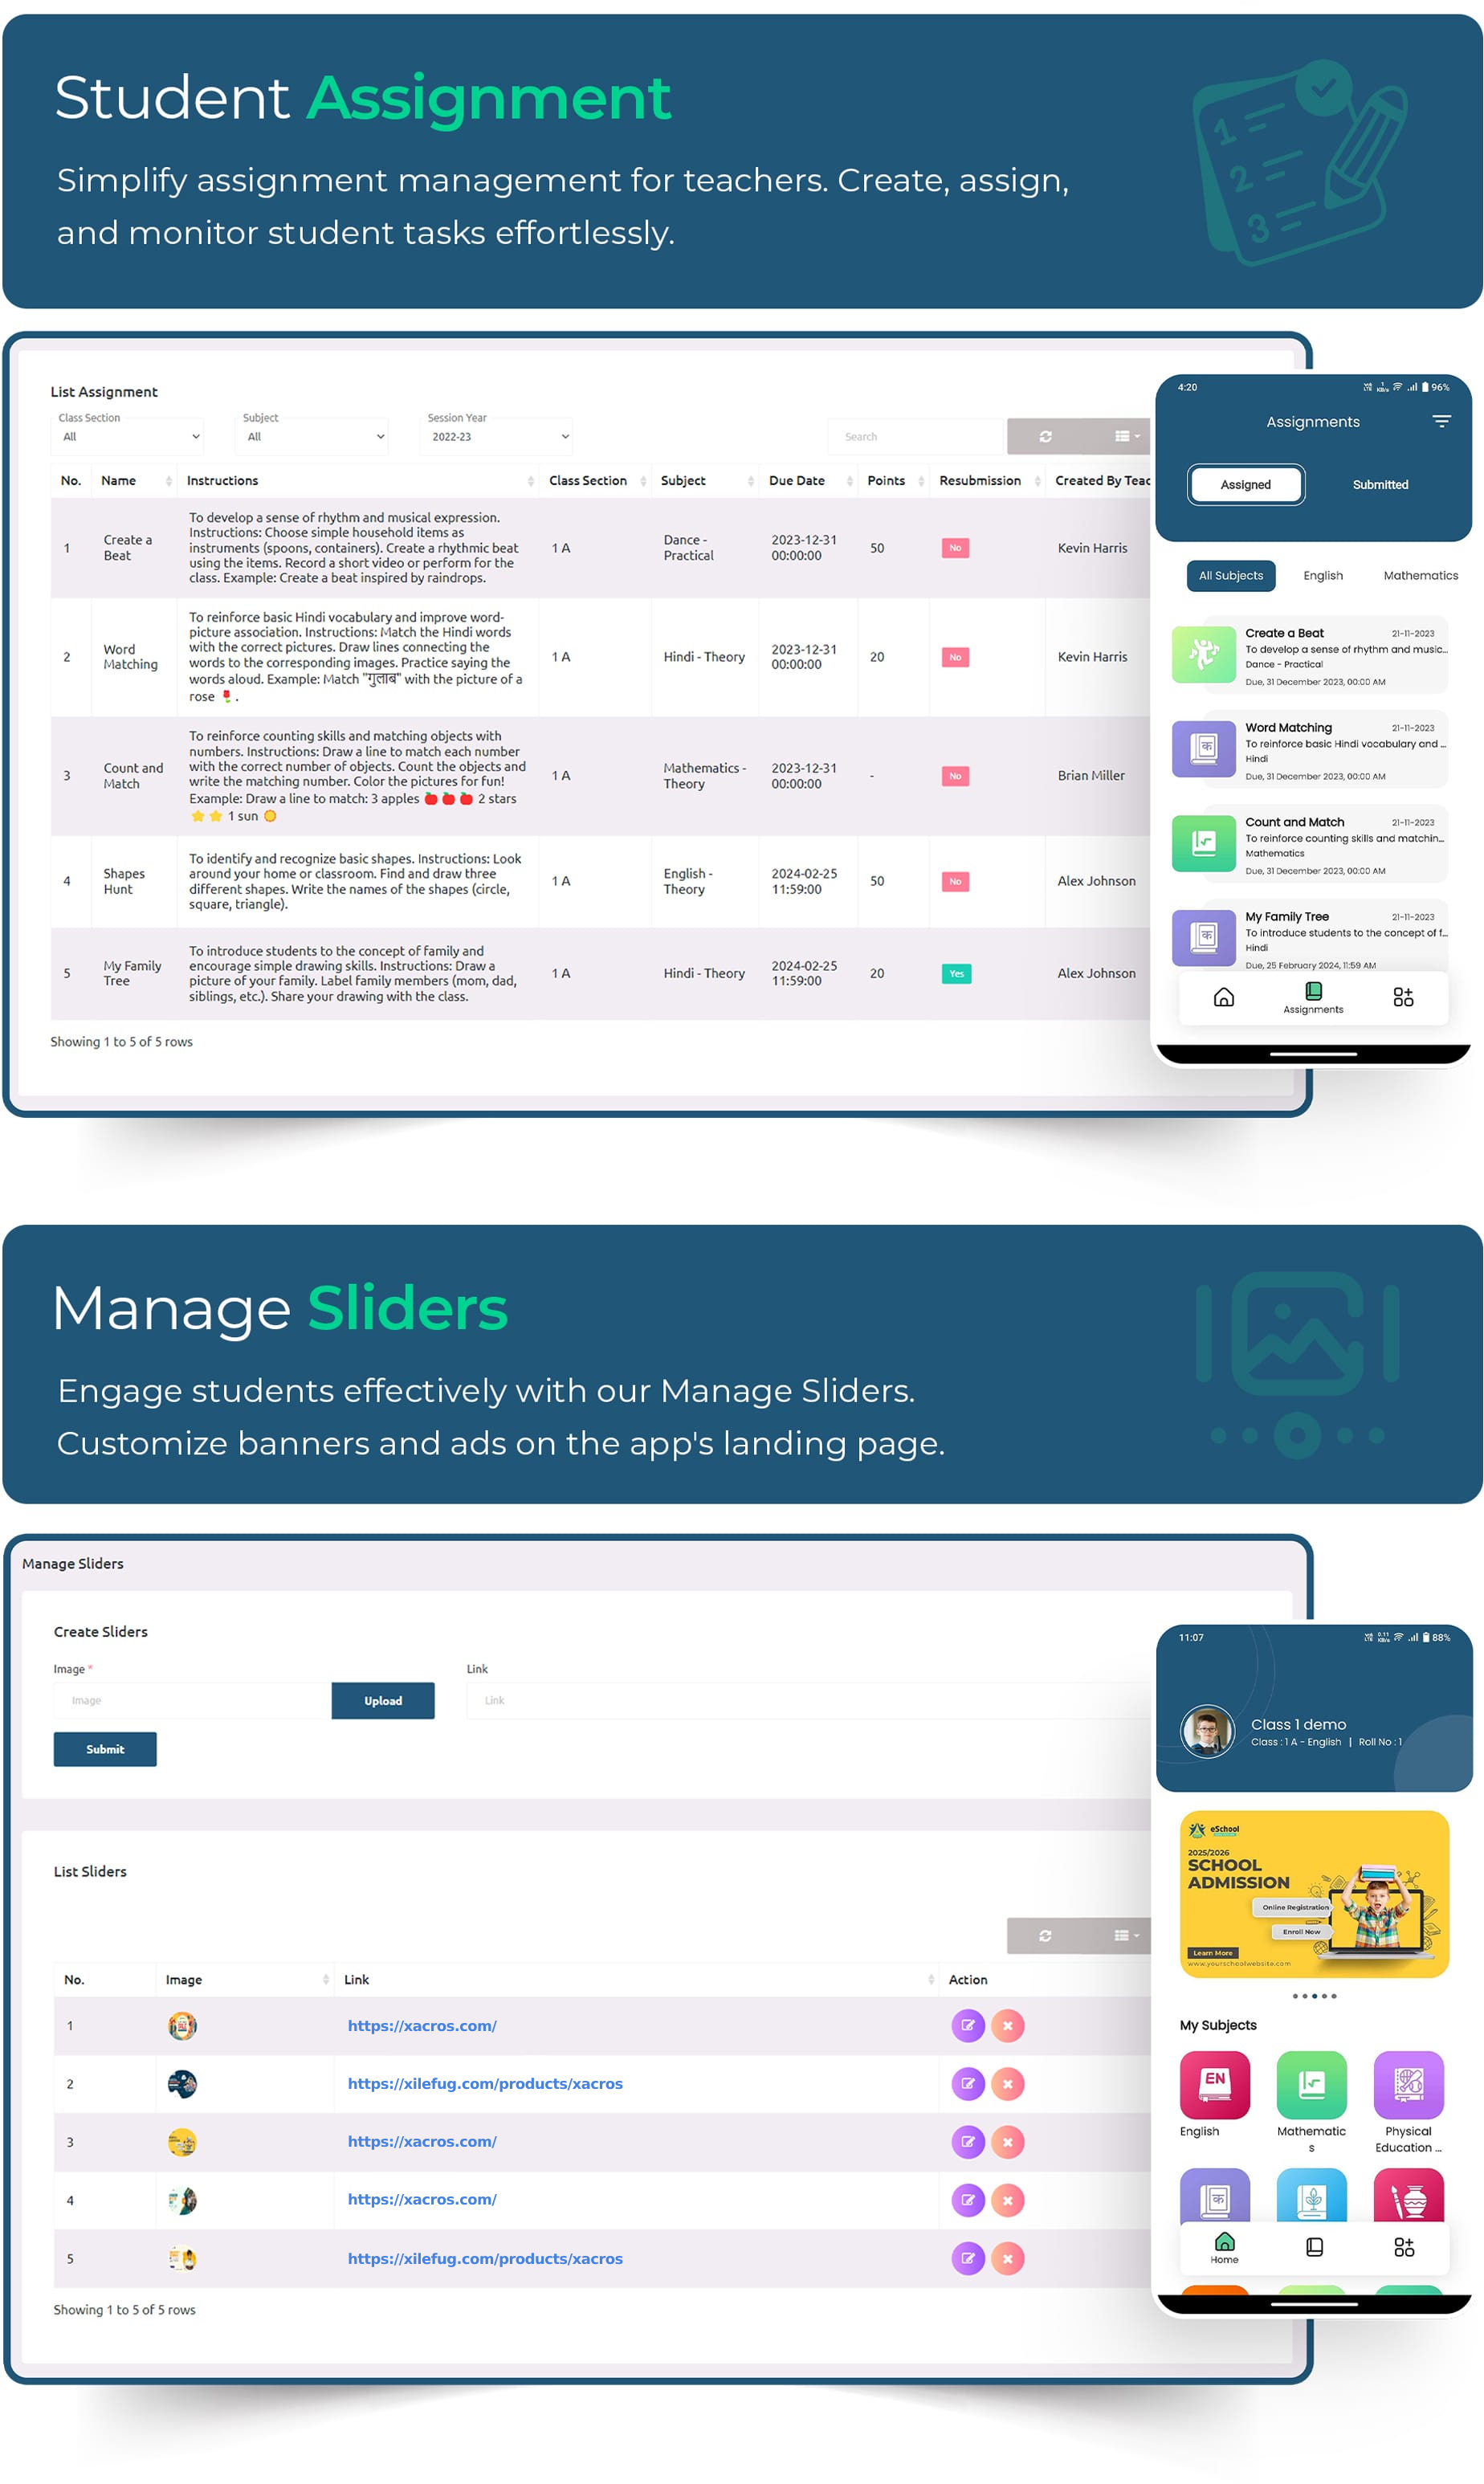 Student Assignment
Simplify assignment management for teachers. Create, assign,
and monitor student tasks effortlessly.
List Assignment
Class Section
All
Subject
All
Session Year
2022-23
Search
No. Name Instructions Class Section Subject Due Date Points Resubmission Created By Teac
1
Create a
Beat
To develop a sense of rhythm and musical expression.
Instructions: Choose simple household items as
instruments (spoons, containers). Create a rhythmic beat
using the items. Record a short video or perform for the
class. Example: Create a beat inspired by raindrops.
1 A
Dance -
Practical
2023-12-31
00:00:00
50
No
Kevin Harris
2
Word
Matching
To reinforce basic Hindi vocabulary and improve word-
picture association. Instructions: Match the Hindi words
with the correct pictures. Draw lines connecting the
words to the corresponding images. Practice saying the
words aloud. Example: Match "गुलाब" with the picture of a
rose 🌹.
1 A
Hindi - Theory
2023-12-31
00:00:00
20
No
Kevin Harris
3
Count and
Match
To reinforce counting skills and matching objects with
numbers. Instructions: Draw a line to match each number
with the correct number of objects. Count the objects and
write the matching number. Color the pictures for fun!
Example: Draw a line to match: 3 apples 🍎🍎🍎 2 stars
⭐⭐ 1 sun 🌞
1 A
Mathematics -
Theory
2023-12-31
00:00:00
-
No
Brian Miller
4
Shapes
Hunt
To identify and recognize basic shapes. Instructions: Look
around your home or classroom. Find and draw three
different shapes. Write the names of the shapes (circle,
square, triangle).
1 A
English -
Theory
2024-02-25
11:59:00
50
No
Alex Johnson
5
My Family
Tree
To introduce students to the concept of family and
encourage simple drawing skills. Instructions: Draw a
picture of your family. Label family members (mom, dad,
siblings, etc.). Share your drawing with the class.
1 A
Hindi - Theory
2024-02-25
11:59:00
20
Yes
Alex Johnson
Showing 1 to 5 of 5 rows
4:20
96%
Assignments
Assigned Submitted
All Subjects English Mathematics
Create a Beat 21-11-2023
To develop a sense of rhythm and music...
Dance - Practical
Due, 31 December 2023, 00:00 AM
Word Matching 21-11-2023
To reinforce basic Hindi vocabulary and ...
Hindi
Due, 31 December 2023, 00:00 AM
Count and Match 21-11-2023
To reinforce counting skills and matchin...
Mathematics
Due, 31 December 2023, 00:00 AM
My Family Tree 21-11-2023
To introduce students to the concept of f...
Hindi
Due, 25 February 2024, 11:59 AM
Assignments
Manage Sliders
Engage students effectively with our Manage Sliders.
Customize banners and ads on the app's landing page.
Manage Sliders
Create Sliders
Image *
Image
Upload
Link
Link
Submit
List Sliders
No. Image Link Action
1 https://xacros.com/
2 https://xilefug.com/products/xacros
3 https://xacros.com/
4 https://xacros.com/
5 https://xilefug.com/products/xacros
Showing 1 to 5 of 5 rows
11:07
88%
Class 1 demo
Class : 1 A - English | Roll No : 1
eSchool
2025/2026
SCHOOL
ADMISSION
Online Registration
Enroll Now
Learn More
www.yourschoolwebsite.com
My Subjects
EN
English
Mathematic
s
Physical
Education ...
Home